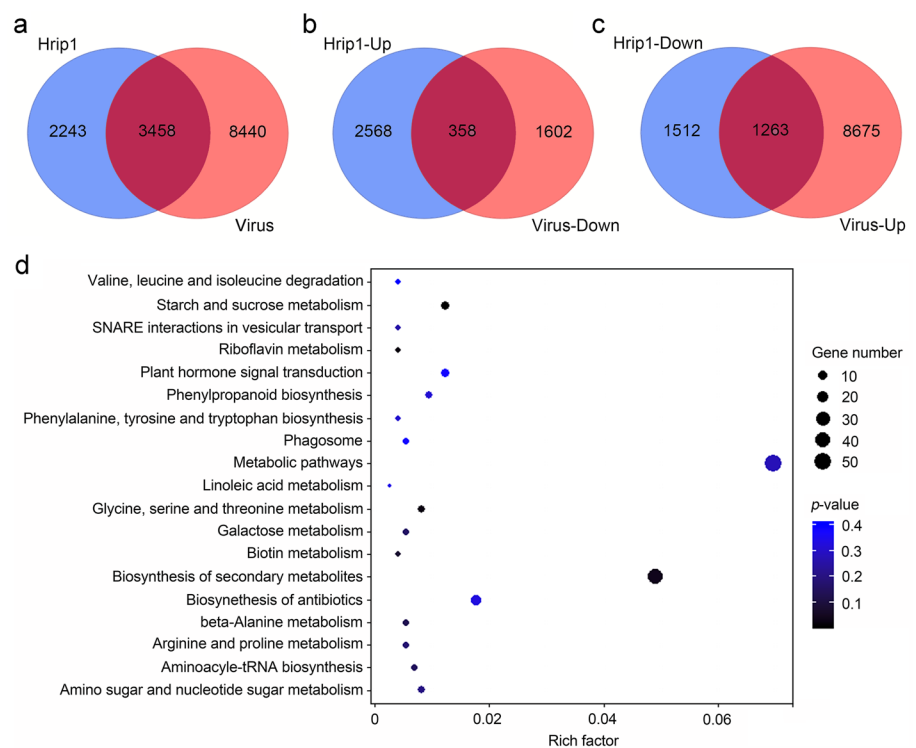 a
Hrip1
2243
3458
8440
Virus
b
Hrip1-Up
2568
358
1602
Virus-Down
c
Hrip1-Down
1512
1263
8675
Virus-Up
d
Valine, leucine and isoleucine degradation
Starch and sucrose metabolism
SNARE interactions in vesicular transport
Riboflavin metabolism
Plant hormone signal transduction
Phenylpropanoid biosynthesis
Phenylalanine, tyrosine and tryptophan biosynthesis
Phagosome
Metabolic pathways
Linoleic acid metabolism
Glycine, serine and threonine metabolism
Galactose metabolism
Biotin metabolism
Biosynthesis of secondary metabolites
Biosynethesis of antibiotics
beta-Alanine metabolism
Arginine and proline metabolism
Aminoacyle-tRNA biosynthesis
Amino sugar and nucleotide sugar metabolism
0
0.02
0.04
0.06
Rich factor
Gene number
10
20
30
40
50
p-value
0.4
0.3
0.2
0.1